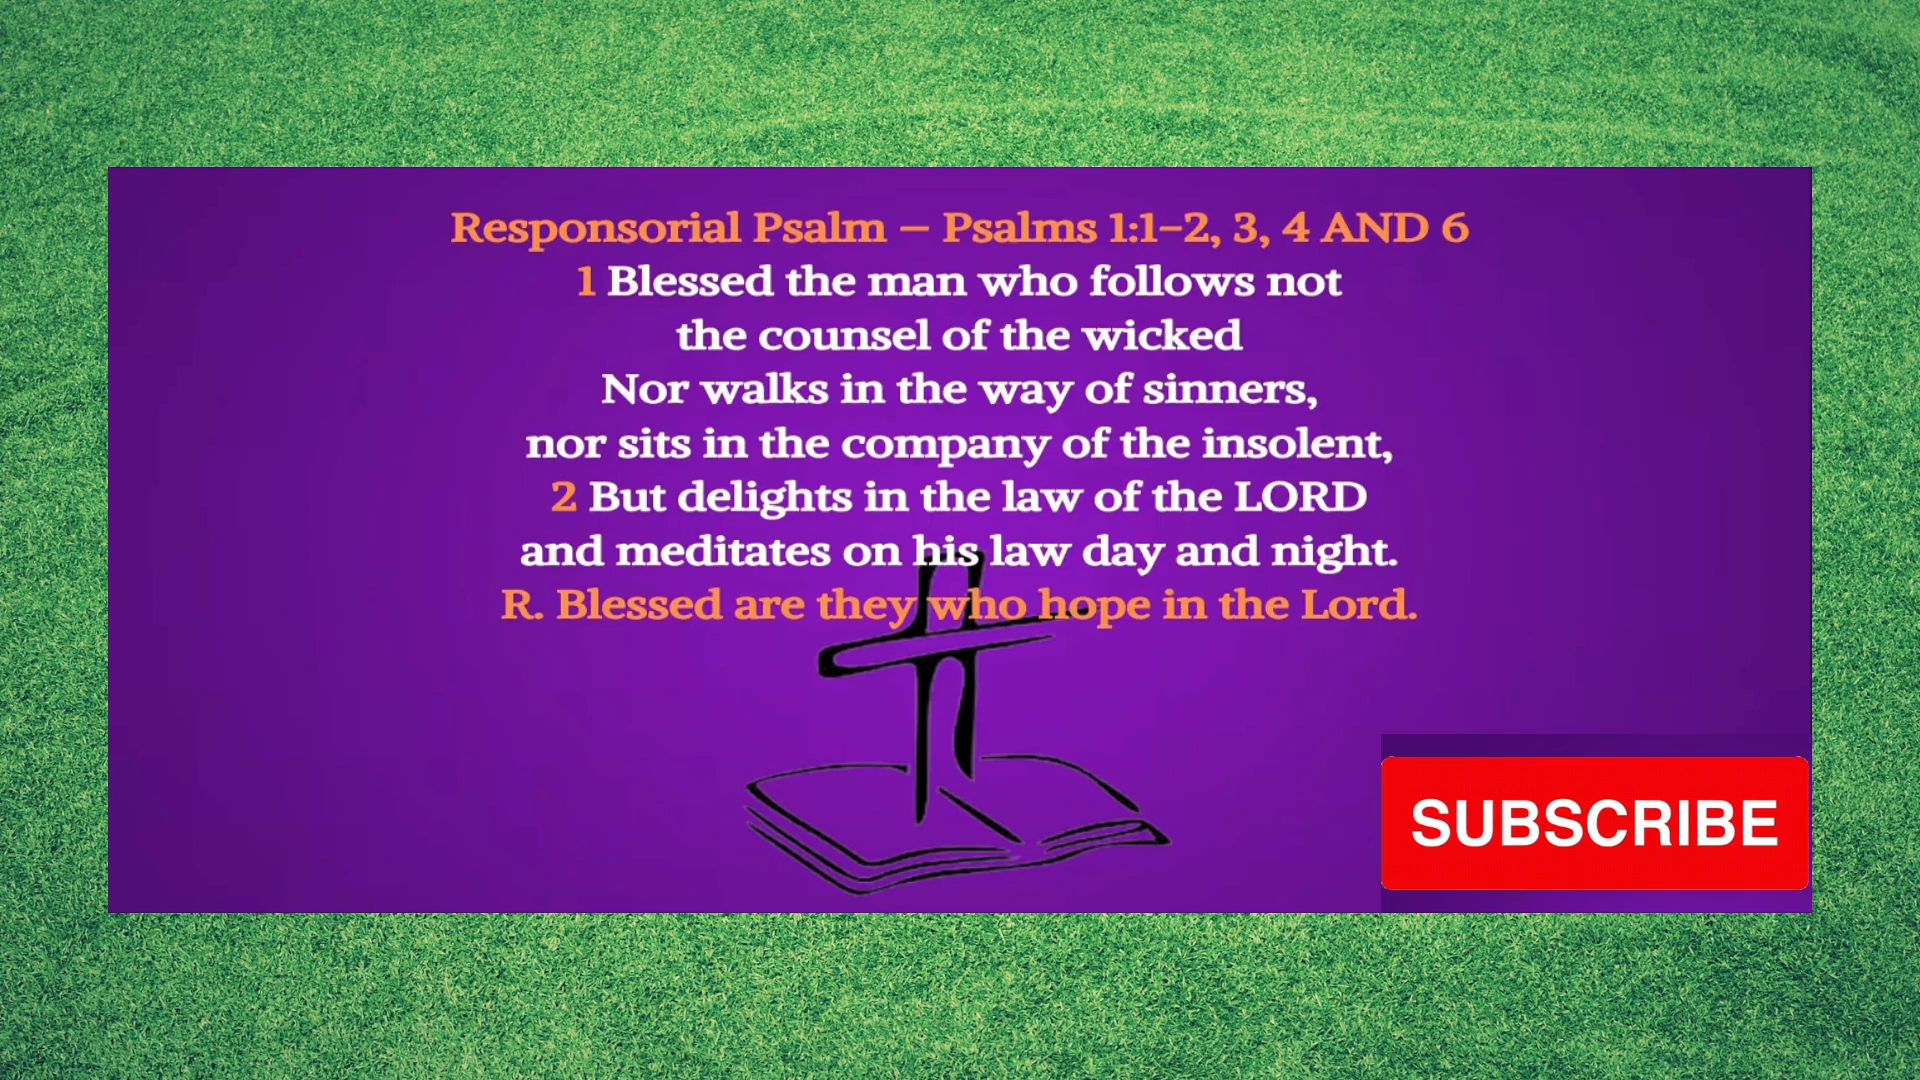 Responsorial Psalm – Psalms 1:1–2, 3, 4 AND 6
1 Blessed the man who follows not
the counsel of the wicked
Nor walks in the way of sinners,
nor sits in the company of the insolent,
2 But delights in the law of the LORD
and meditates on his law day and night.
R. Blessed are they who hope in the Lord.
SUBSCRIBE